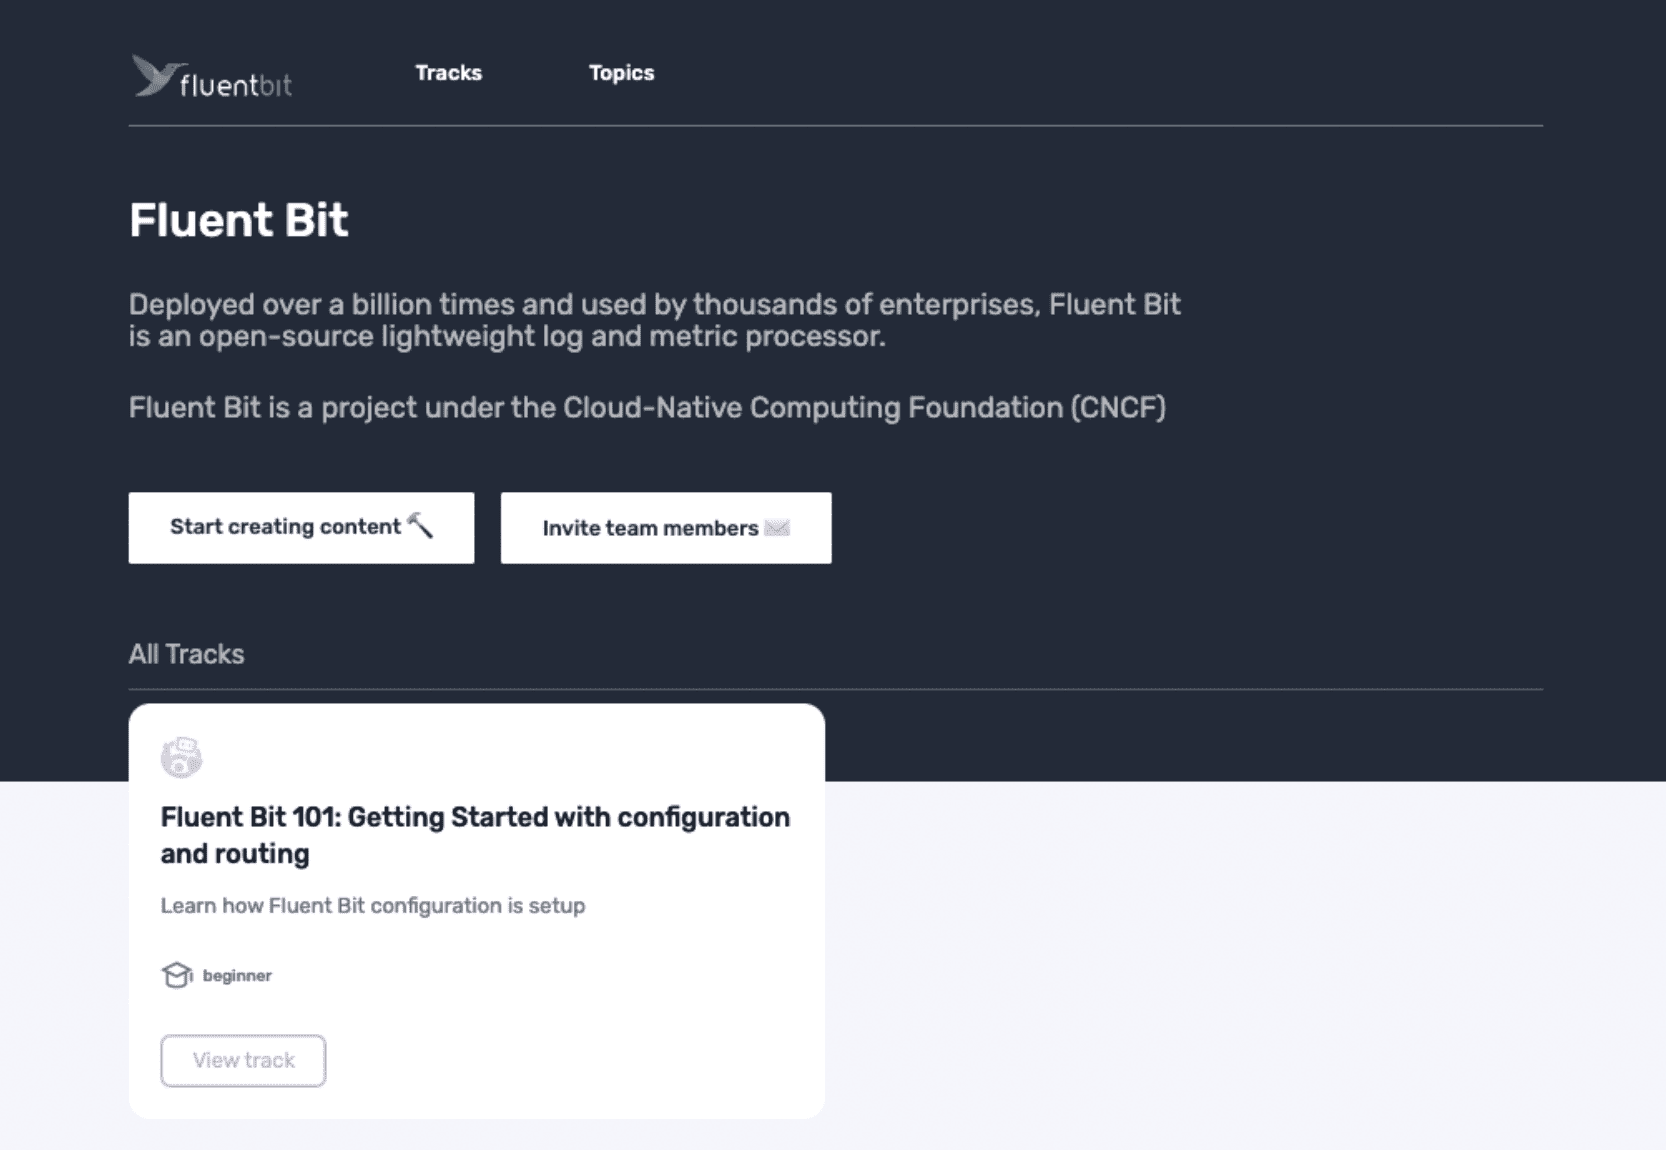 fluentbit
Tracks
Topics
Fluent Bit
Deployed over a billion times and used by thousands of enterprises, Fluent Bit
is an open-source lightweight log and metric processor.
Fluent Bit is a project under the Cloud-Native Computing Foundation (CNCF)
Start creating content
Invite team members
All Tracks
Fluent Bit 101: Getting Started with configuration
and routing
Learn how Fluent Bit configuration is setup
beginner
View track